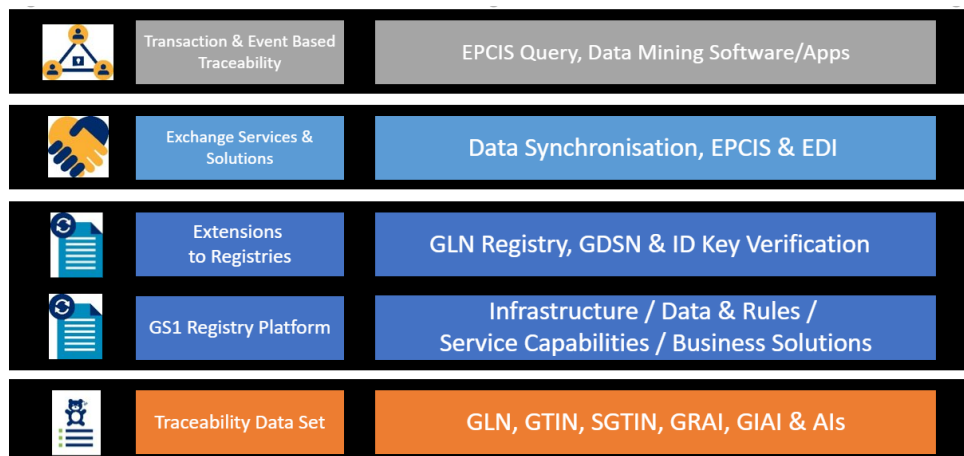 Transaction & Event Based
Traceability
EPCIS Query, Data Mining Software/Apps
Exchange Services &
Solutions
Data Synchronisation, EPCIS & EDI
Extensions
to Registries
GLN Registry, GDSN & ID Key Verification
GS1 Registry Platform
Infrastructure / Data & Rules /
Service Capabilities / Business Solutions
Traceability Data Set
GLN, GTIN, SGTIN, GRAI, GIAI & AIs